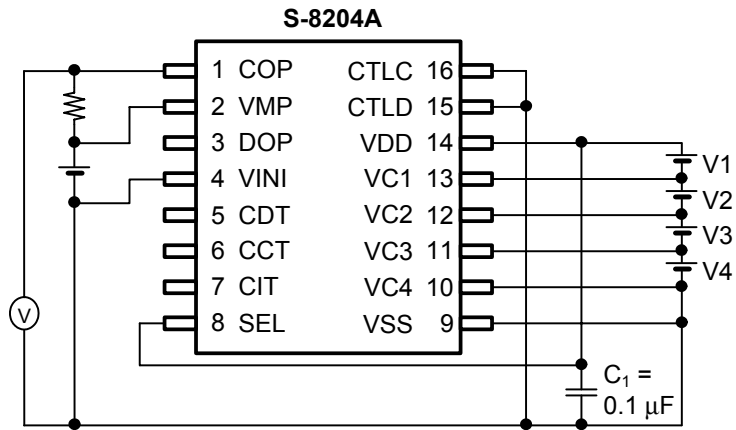 S-8204A
1 COP CTLC 16
2 VMP CTLD 15
3 DOP VDD 14
4 VINI VC1 13
5 CDT VC2 12
6 CCT VC3 11
7 CIT VC4 10
8 SEL VSS 9
V1
V2
V3
V4
V
C₁ =
0.1 μF